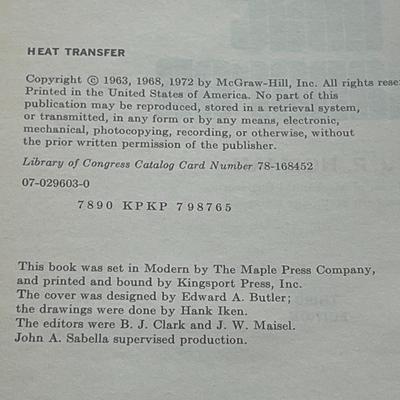 HEAT TRANSFER
Copyright © 1963, 1968, 1972 by McGraw-Hill, Inc. All rights rese
Printed in the United States of America. No part of this
publication may be reproduced, stored in a retrieval system,
or transmitted, in any form or by any means, electronic,
mechanical, photocopying, recording, or otherwise, without
the prior written permission of the publisher.
Library of Congress Catalog Card Number 78-168452
07-029603-0
7890 KPKP 798765
This book was set in Modern by The Maple Press Company,
and printed and bound by Kingsport Press, Inc.
The cover was designed by Edward A. Butler;
the drawings were done by Hank Iken.
The editors were B. J. Clark and J. W. Maisel.
John A. Sabella supervised production.